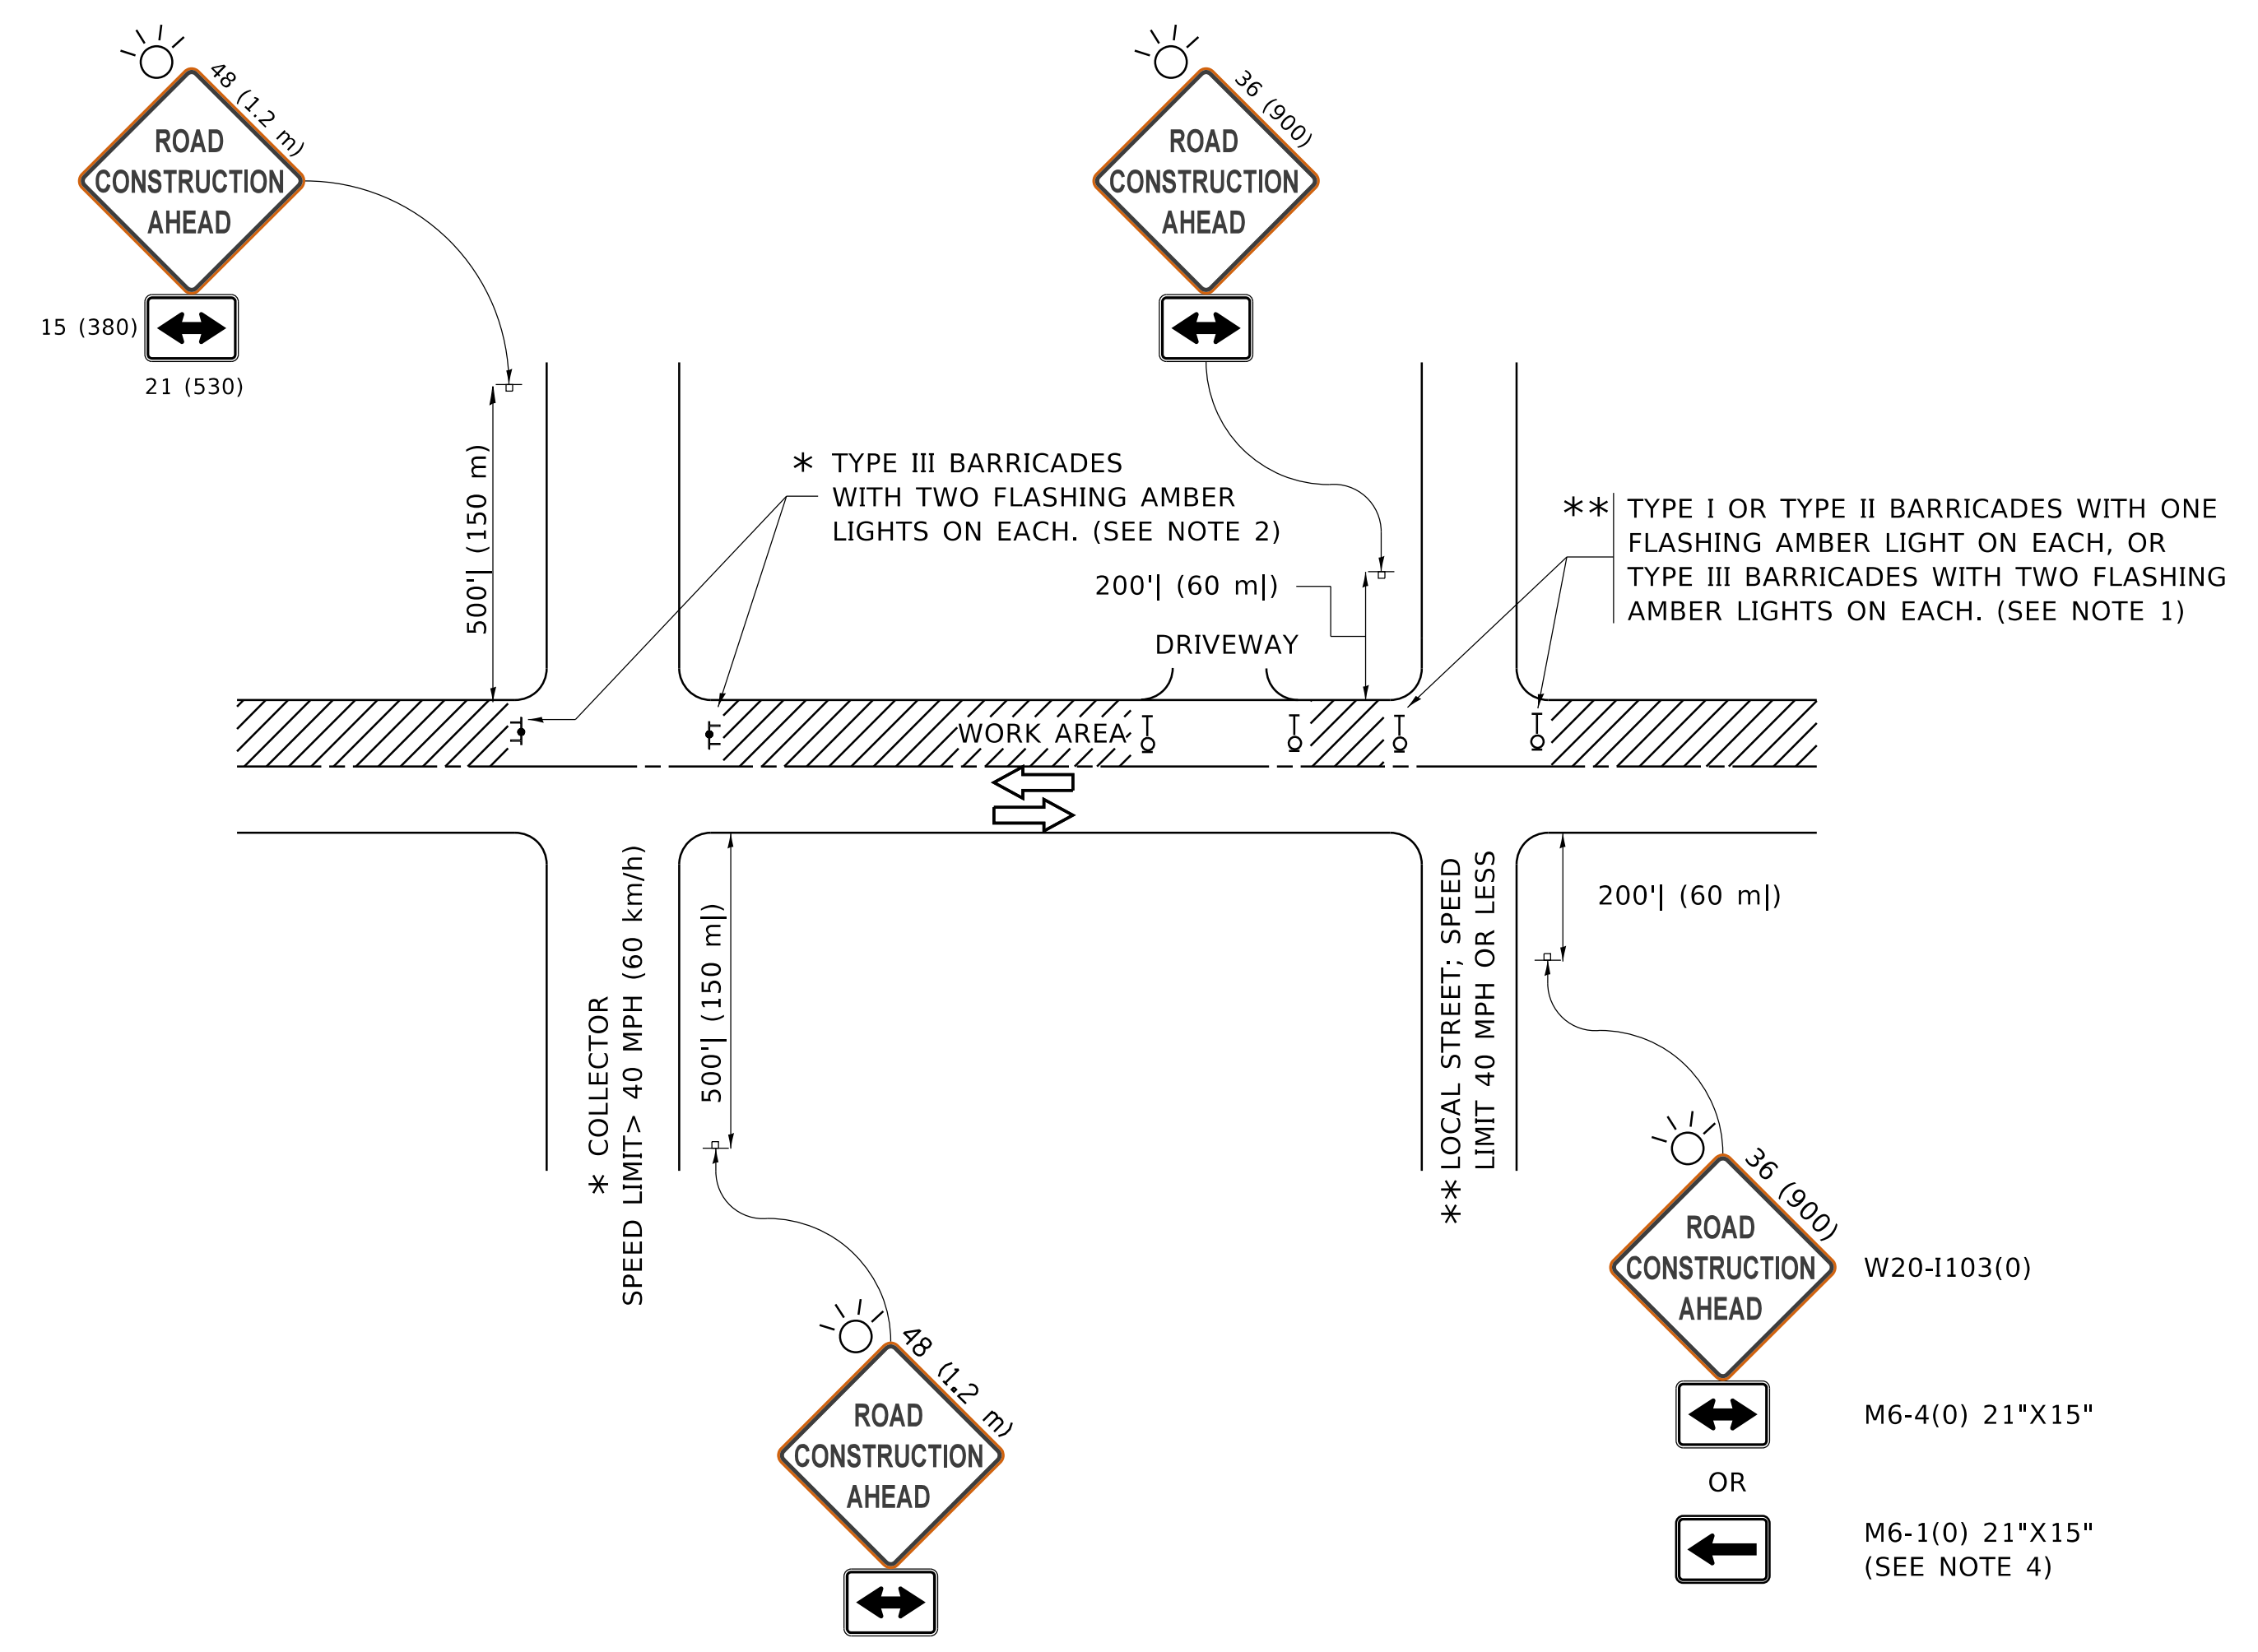 48 (1.2 m)
ROAD
CONSTRUCTION
AHEAD
15 (380)
21 (530)
36 (900)
ROAD
CONSTRUCTION
AHEAD
500'| (150 m)
* TYPE III BARRICADES
WITH TWO FLASHING AMBER
LIGHTS ON EACH. (SEE NOTE 2)
200'| (60 m|)
DRIVEWAY
** TYPE I OR TYPE II BARRICADES WITH ONE
FLASHING AMBER LIGHT ON EACH, OR
TYPE III BARRICADES WITH TWO FLASHING
AMBER LIGHTS ON EACH. (SEE NOTE 1)
WORK AREA
* COLLECTOR
SPEED LIMIT> 40 MPH (60 km/h)
500'| (150 m|)
** LOCAL STREET; SPEED
LIMIT 40 MPH OR LESS
200'| (60 m|)
48 (1.2 m)
ROAD
CONSTRUCTION
AHEAD
36 (900)
ROAD
CONSTRUCTION
AHEAD
W20-I103(0)
M6-4(0) 21"X15"
OR
M6-1(0) 21"X15"
(SEE NOTE 4)